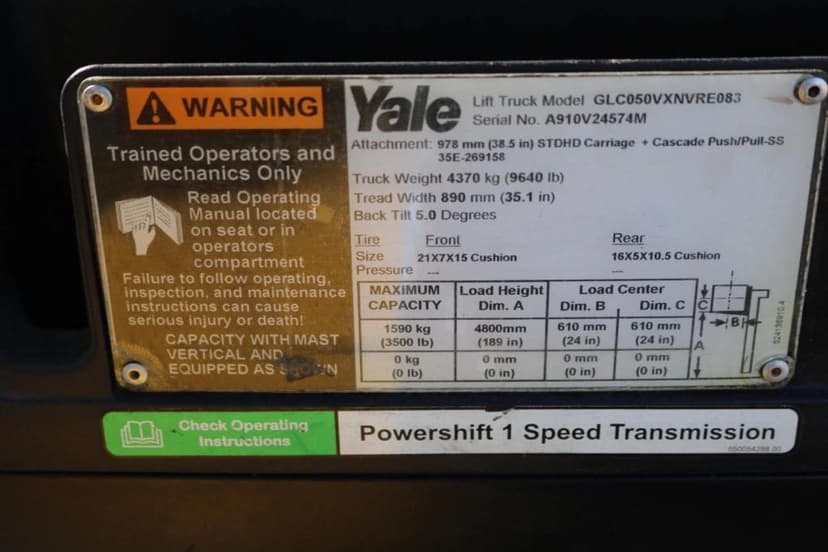 WARNING
Trained Operators and
Mechanics Only
Read Operating
Manual located
on seat or in
operators
compartment
Failure to follow operating,
inspection, and maintenance
instructions can cause
serious injury or death!
CAPACITY WITH MAST
VERTICAL AND
EQUIPPED AS SHOWN
Yale Lift Truck Model GLC050VXNVRE083
Serial No. A910V24574M
Attachment: 978 mm (38.5 in) STDHD Carriage + Cascade Push/Pull-SS
35E-269158
Truck Weight 4370 kg (9640 lb)
Tread Width 890 mm (35.1 in)
Back Tilt 5.0 Degrees
Tire Front Rear
Size 21X7X15 Cushion 16X5X10.5 Cushion
Pressure --- ---
MAXIMUM CAPACITY Load Height Dim. A Load Center Dim. B Dim. C
1590 kg 4800mm 610 mm 610 mm
(3500 lb) (189 in) (24 in) (24 in)
0 kg 0 mm 0 mm 0 mm
(0 lb) (0 in) (0 in) (0 in)
C
B
A
524136910-4
Check Operating
Instructions
Powershift 1 Speed Transmission